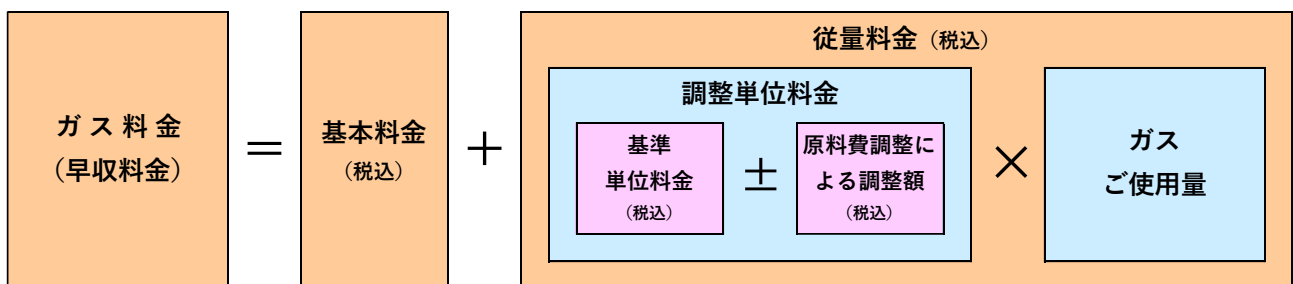 ガス料金
（早収料金）
＝
基本料金
（税込）
＋
従量料金（税込）
調整単位料金
基準
単位料金
（税込）
±
原料費調整に
よる調整額
（税込）
×
ガス
ご使用量